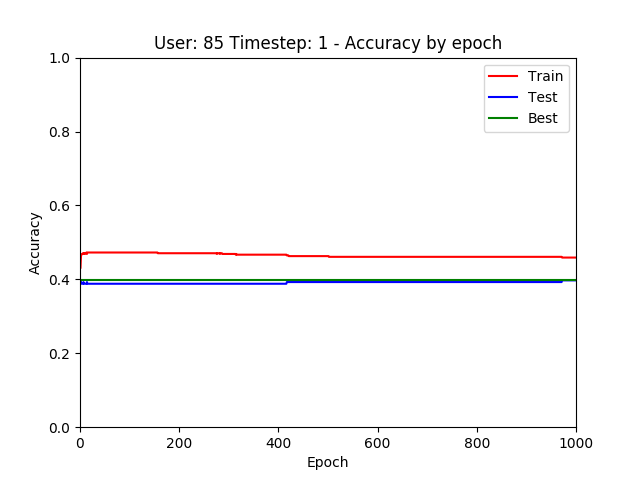 User: 85 Timestep: 1 - Accuracy by epoch
1.0
0.8
0.6
0.4
0.2
0.0
Accuracy
Train
Test
Best
0 200 400 600 800 1000
Epoch